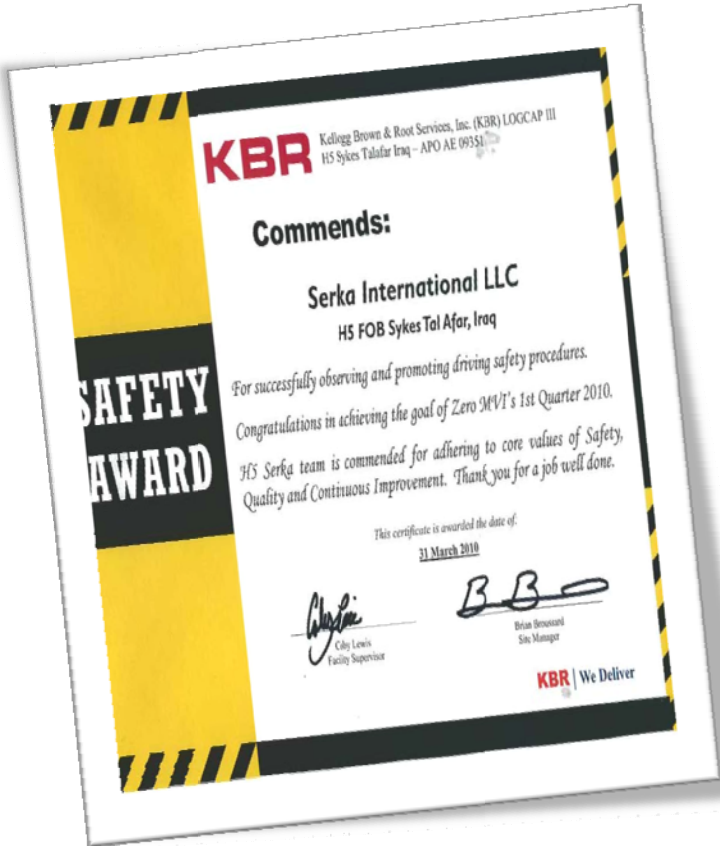 KBR
Kellogg Brown & Root Services, Inc. (KBR) LOGCAP III
H5 Sykes Talafar Iraq – APO AE 09351
Commends:
Serka International LLC
H5 FOB Sykes Tal Afar, Iraq
For successfully observing and promoting driving safety procedures.
Congratulations in achieving the goal of Zero MVI's 1st Quarter 2010.
H5 Serka team is commended for adhering to core values of Safety,
Quality and Continuous Improvement. Thank you for a job well done.
This certificate is awarded the date of:
31 March 2010
Coby Lewis
Facility Supervisor
Brian Broussard
Site Manager
KBR | We Deliver
SAFETY
AWARD